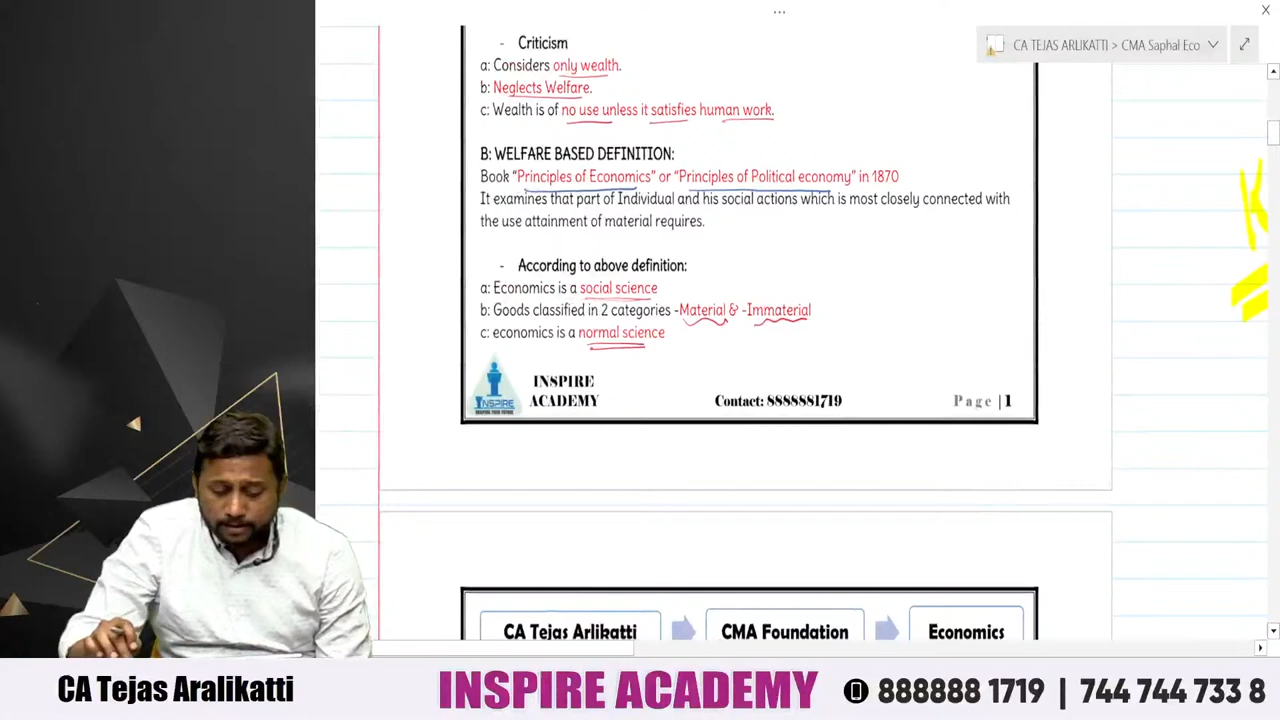 ...
CA TEJAS ARLIKATTI > CMA Saphal Eco
- Criticism
a: Considers only wealth.
b: Neglects Welfare.
c: Wealth is of no use unless it satisfies human work.
B: WELFARE BASED DEFINITION:
Book “Principles of Economics” or “Principles of Political economy” in 1870
It examines that part of Individual and his social actions which is most closely connected with
the use attainment of material requires.
- According to above definition:
a: Economics is a social science
b: Goods classified in 2 categories -Material & -Immaterial
c: economics is a normal science
INSPIRE
INSPIRE
ACADEMY
Contact: 8888881719
Page | 1
CA Tejas Arlikatti
CMA Foundation
Economics
CA Tejas Aralikatti
INSPIRE ACADEMY
888888 1719 | 744 744 733 8